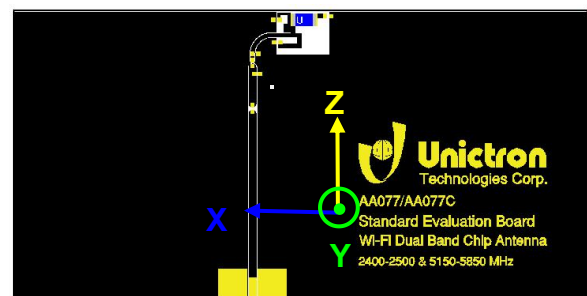 U
Z
Unictron
Technologies Corp.
X
AA077/AA077C
Standard Evaluation Board
Y
Wi-Fi Dual Band Chip Antenna
2400-2500 & 5150-5850 MHz